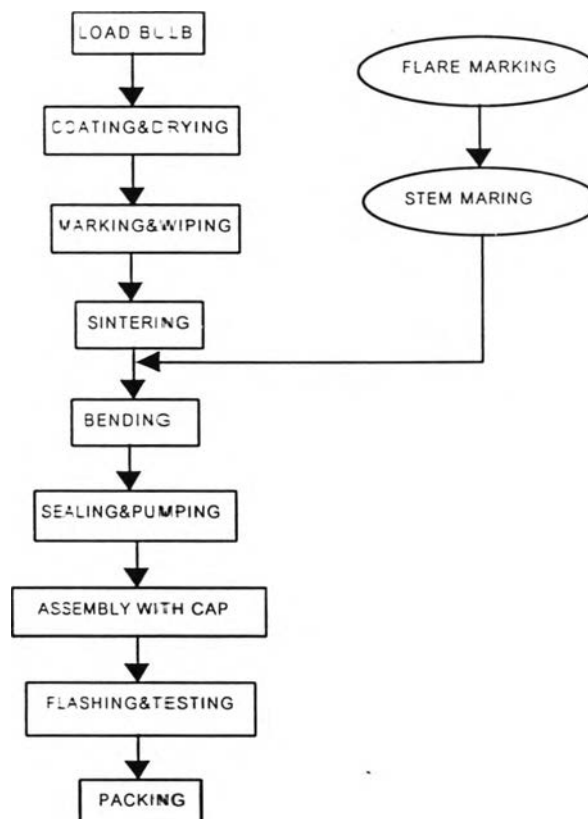 LOAD BULB
COATING&DRYING
MARKING&WIPING
SINTERING
BENDING
SEALING&PUMPING
ASSEMBLY WITH CAP
FLASHING&TESTING
PACKING
FLARE MARKING
STEM MARING